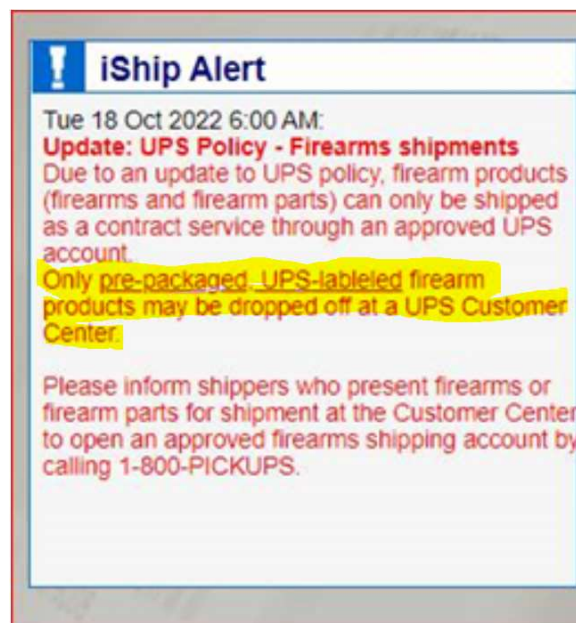 iShip Alert
Tue 18 Oct 2022 6:00 AM:
Update: UPS Policy - Firearms shipments
Due to an update to UPS policy, firearm products
(firearms and firearm parts) can only be shipped
as a contract service through an approved UPS
account.
Only pre-packaged, UPS-lableled firearm
products may be dropped off at a UPS Customer
Center.
Please inform shippers who present firearms or
firearm parts for shipment at the Customer Center
to open an approved firearms shipping account by
calling 1-800-PICKUPS.